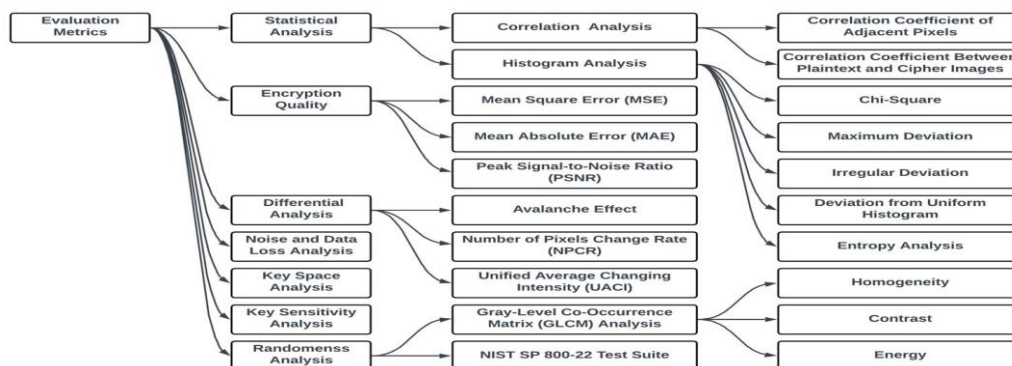 Evaluation
Metrics
Statistical
Analysis
Correlation Analysis
Correlation Coefficient of
Adjacent Pixels
Correlation Coefficient Between
Plaintext and Cipher Images
Histogram Analysis
Chi-Square
Maximum Deviation
Irregular Deviation
Deviation from Uniform
Histogram
Entropy Analysis
Encryption
Quality
Mean Square Error (MSE)
Mean Absolute Error (MAE)
Peak Signal-to-Noise Ratio
(PSNR)
Differential
Analysis
Avalanche Effect
Number of Pixels Change Rate
(NPCR)
Unified Average Changing
Intensity (UACI)
Noise and Data
Loss Analysis
Key Space
Analysis
Key Sensitivity
Analysis
Randomenss
Analysis
Gray-Level Co-Occurrence
Matrix (GLCM) Analysis
Homogeneity
Contrast
Energy
NIST SP 800-22 Test Suite